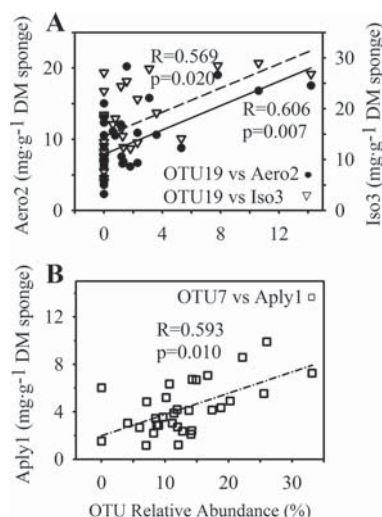 A
R=0.569
p=0.020
R=0.606
p=0.007
OTU19 vs Aero2
OTU19 vs Iso3
Aero2 (mg·g⁻¹ DM sponge)
20
15
10
5
0
Iso3 (mg·g⁻¹ DM sponge)
30
20
10
0
0 4 8 12
B
OTU7 vs Aply1
R=0.593
p=0.010
Aply1 (mg·g⁻¹ DM sponge)
12
8
4
0
0 10 20 30
OTU Relative Abundance (%)